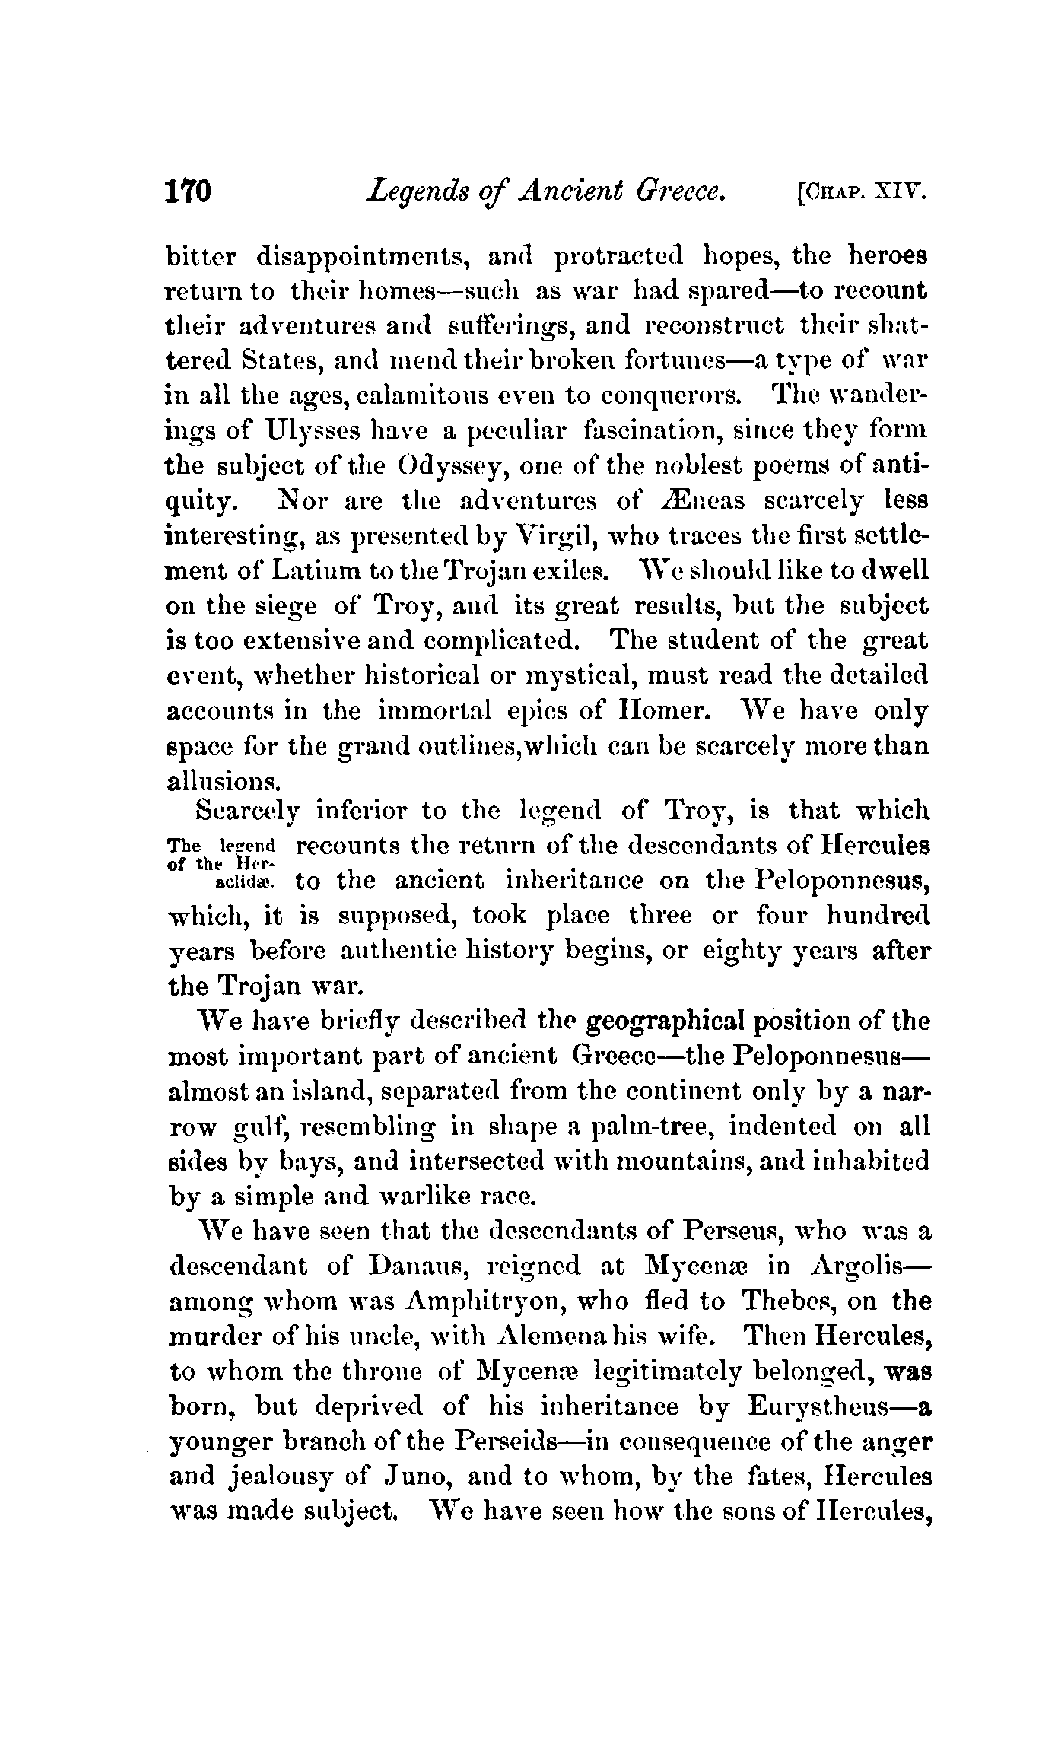 170 Legends of Ancient Greece. [CHAP. XIV.
bitter disappointments, and protracted hopes, the heroes
return to their homes—such as war had spared—to recount
their adventures and sufferings, and reconstruct their shat-
tered States, and mend their broken fortunes—a type of war
in all the ages, calamitous even to conquerors. The wander-
ings of Ulysses have a peculiar fascination, since they form
the subject of the Odyssey, one of the noblest poems of anti-
quity. Nor are the adventures of Æneas scarcely less
interesting, as presented by Virgil, who traces the first settle-
ment of Latium to the Trojan exiles. We should like to dwell
on the siege of Troy, and its great results, but the subject
is too extensive and complicated. The student of the great
event, whether historical or mystical, must read the detailed
accounts in the immortal epics of Homer. We have only
space for the grand outlines, which can be scarcely more than
allusions.
Scarcely inferior to the legend of Troy, is that which
The legend
of the Her-
aclidæ.
recounts the return of the descendants of Hercules
to the ancient inheritance on the Peloponnesus,
which, it is supposed, took place three or four hundred
years before authentic history begins, or eighty years after
the Trojan war.
We have briefly described the geographical position of the
most important part of ancient Greece—the Peloponnesus—
almost an island, separated from the continent only by a nar-
row gulf, resembling in shape a palm-tree, indented on all
sides by bays, and intersected with mountains, and inhabited
by a simple and warlike race.
We have seen that the descendants of Perseus, who was a
descendant of Danaus, reigned at Mycenæ in Argolis—
among whom was Amphitryon, who fled to Thebes, on the
murder of his uncle, with Alcmena his wife. Then Hercules,
to whom the throne of Mycenæ legitimately belonged, was
born, but deprived of his inheritance by Eurystheus—a
younger branch of the Perseids—in consequence of the anger
and jealousy of Juno, and to whom, by the fates, Hercules
was made subject. We have seen how the sons of Hercules,